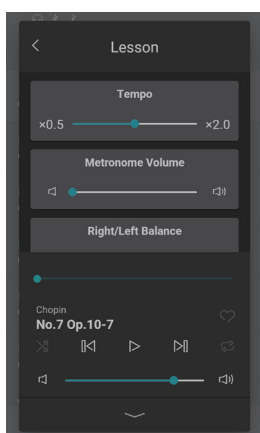 Lesson
Tempo
×0.5 ×2.0
Metronome Volume
Right/Left Balance
Chopin
No.7 Op.10-7